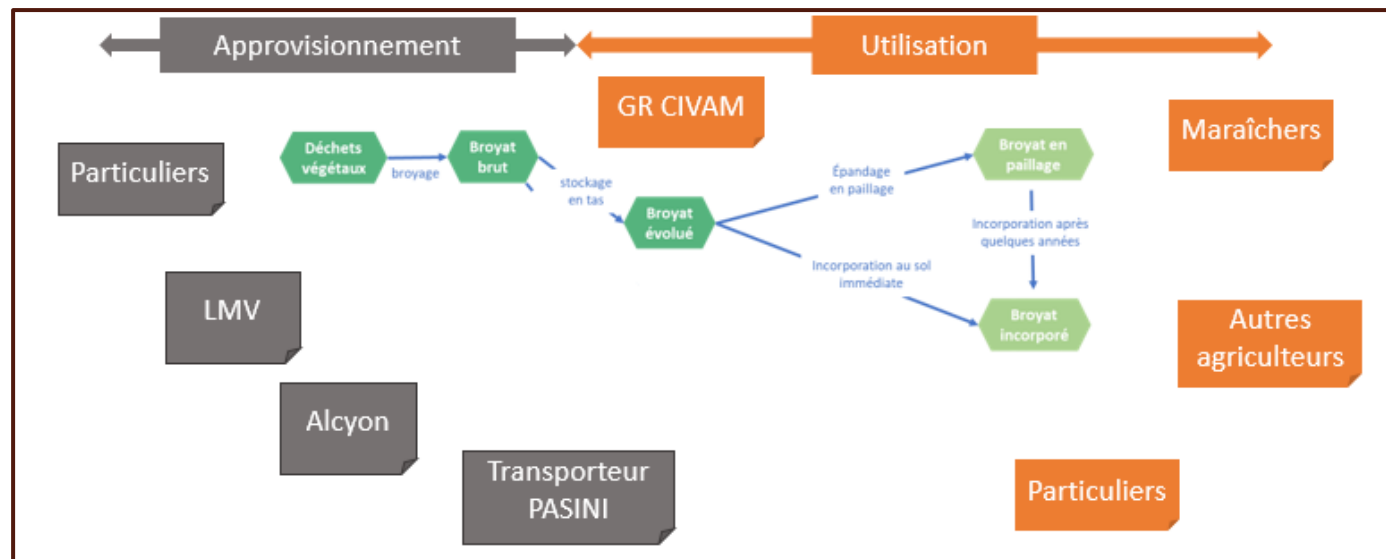 Approvisionnement
Utilisation
GR CIVAM
Maraîchers
Particuliers
Déchets
végétaux
broyage
Broyat
brut
stockage
en tas
Broyat
évolué
Épandage
en paillage
Broyat en
paillage
Incorporation après
quelques années
Incorporation au sol
immédiate
Broyat
incorporé
LMV
Autres
agriculteurs
Alcyon
Transporteur
PASINI
Particuliers